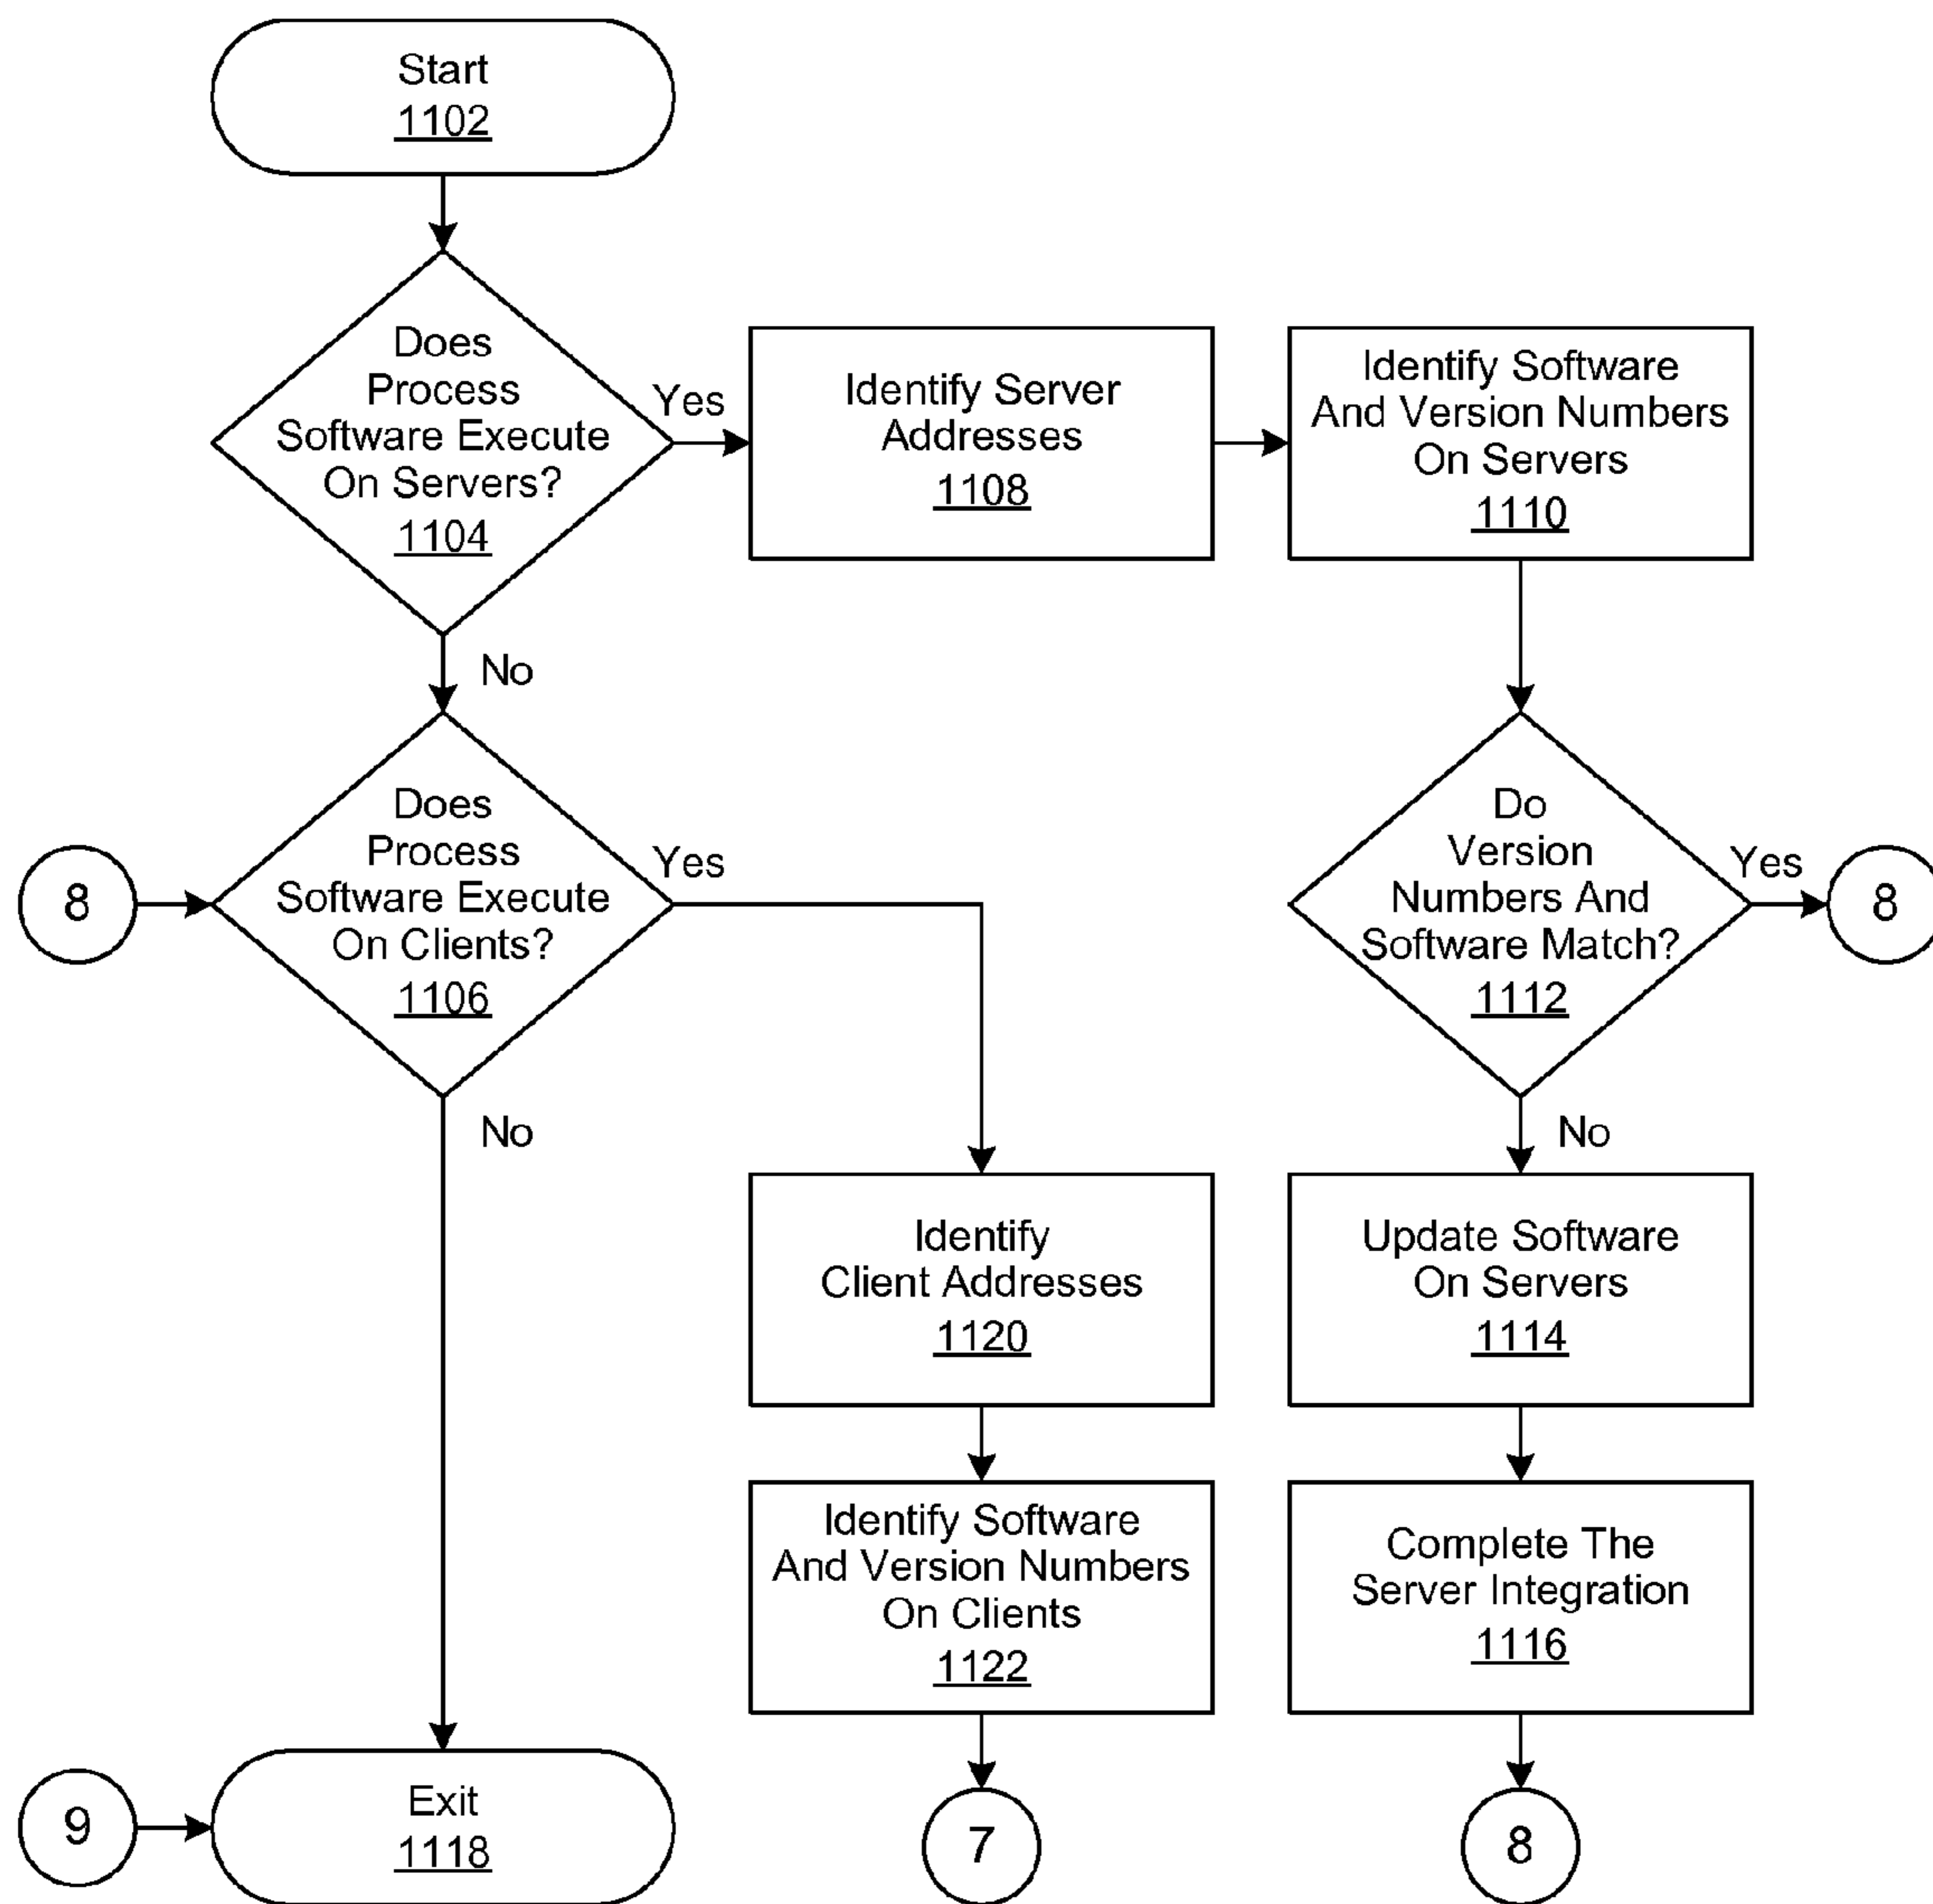 Start
1102
Does
Process
Software Execute
On Servers?
1104
Yes
No
Identify Server
Addresses
1108
Identify Software
And Version Numbers
On Servers
1110
8
Does
Process
Software Execute
On Clients?
1106
Yes
No
Do
Version
Numbers And
Software Match?
1112
Yes
8
No
Identify
Client Addresses
1120
Update Software
On Servers
1114
Identify Software
And Version Numbers
On Clients
1122
Complete The
Server Integration
1116
9
Exit
1118
7
8